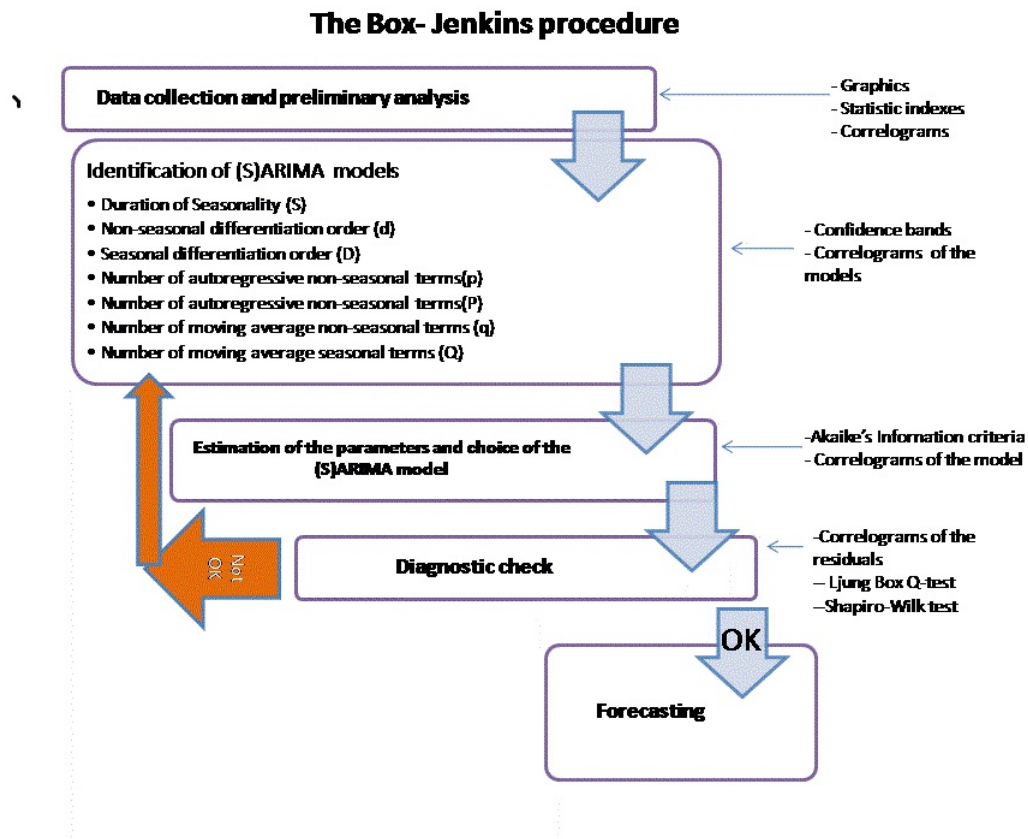 The Box- Jenkins procedure
Data collection and preliminary analysis
- Graphics
- Statistic indexes
- Correlograms
Identification of (S)ARIMA models
• Duration of Seasonality (S)
• Non-seasonal differentiation order (d)
• Seasonal differentiation order (D)
• Number of autoregressive non-seasonal terms(p)
• Number of autoregressive non-seasonal terms(P)
• Number of moving average non-seasonal terms (q)
• Number of moving average seasonal terms (Q)
- Confidence bands
- Correlograms of the
models
Estimation of the parameters and choice of the
(S)ARIMA model
-Akaike's Infornation criteria
- Correlograms of the model
Diagnostic check
-Correlograms of the
residuals
– Ljung Box Q-test
–Shapiro-Wilk test
Not
OK
OK
Forecasting